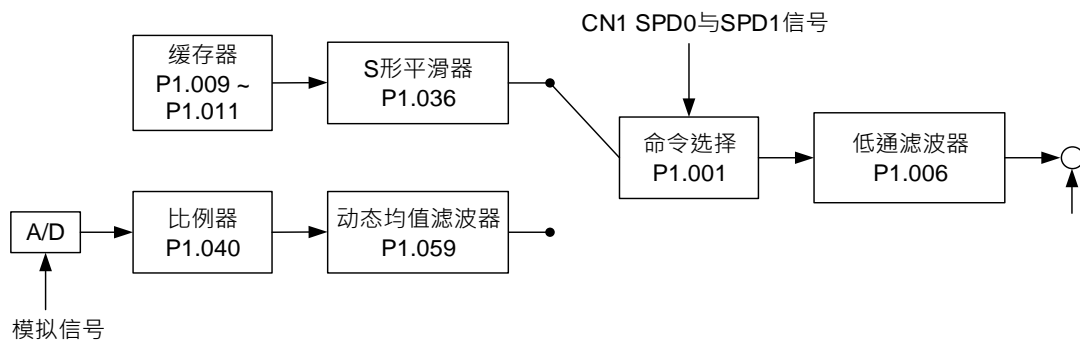 CN1 SPD0与SPD1信号
缓存器
P1.009 ~
P1.011
S形平滑器
P1.036
命令选择
P1.001
低通滤波器
P1.006
A/D
比例器
P1.040
动态均值滤波器
P1.059
模拟信号